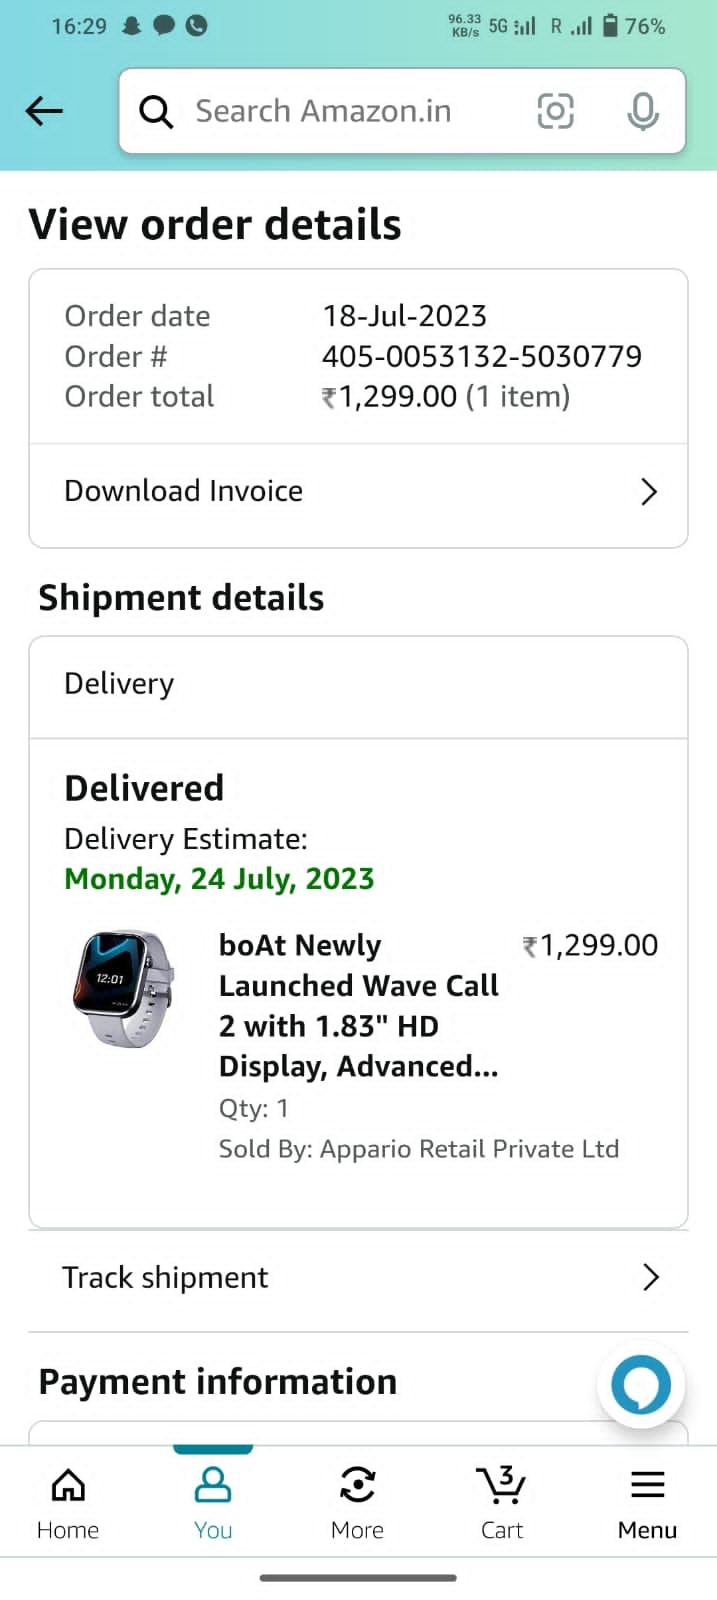 16:29
96.33 KB/s 5G R 76%
Search Amazon.in
View order details
Order date 18-Jul-2023
Order # 405-0053132-5030779
Order total ₹1,299.00 (1 item)
Download Invoice
Shipment details
Delivery
Delivered
Delivery Estimate:
Monday, 24 July, 2023
12:01
boAt Newly ₹1,299.00
Launched Wave Call
2 with 1.83" HD
Display, Advanced...
Qty: 1
Sold By: Appario Retail Private Ltd
Track shipment
Payment information
3
Home You More Cart Menu